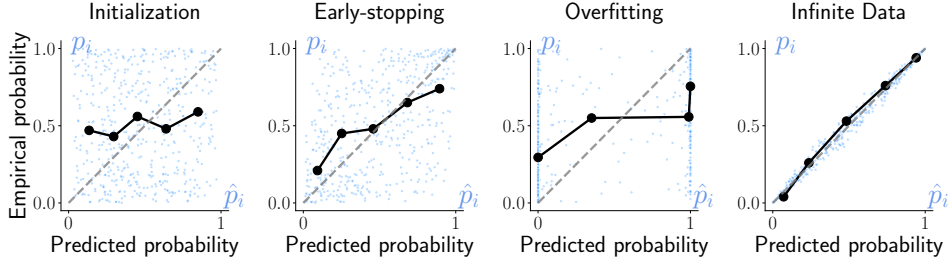 Initialization
Early-stopping
Overfitting
Infinite Data
Empirical probability
1.0
0.5
0.0
p_i
p̂_i
0
1
Predicted probability
1.0
0.5
0.0
p_i
p̂_i
0
1
Predicted probability
1.0
0.5
0.0
p_i
p̂_i
0
1
Predicted probability
1.0
0.5
0.0
p_i
p̂_i
0
1
Predicted probability